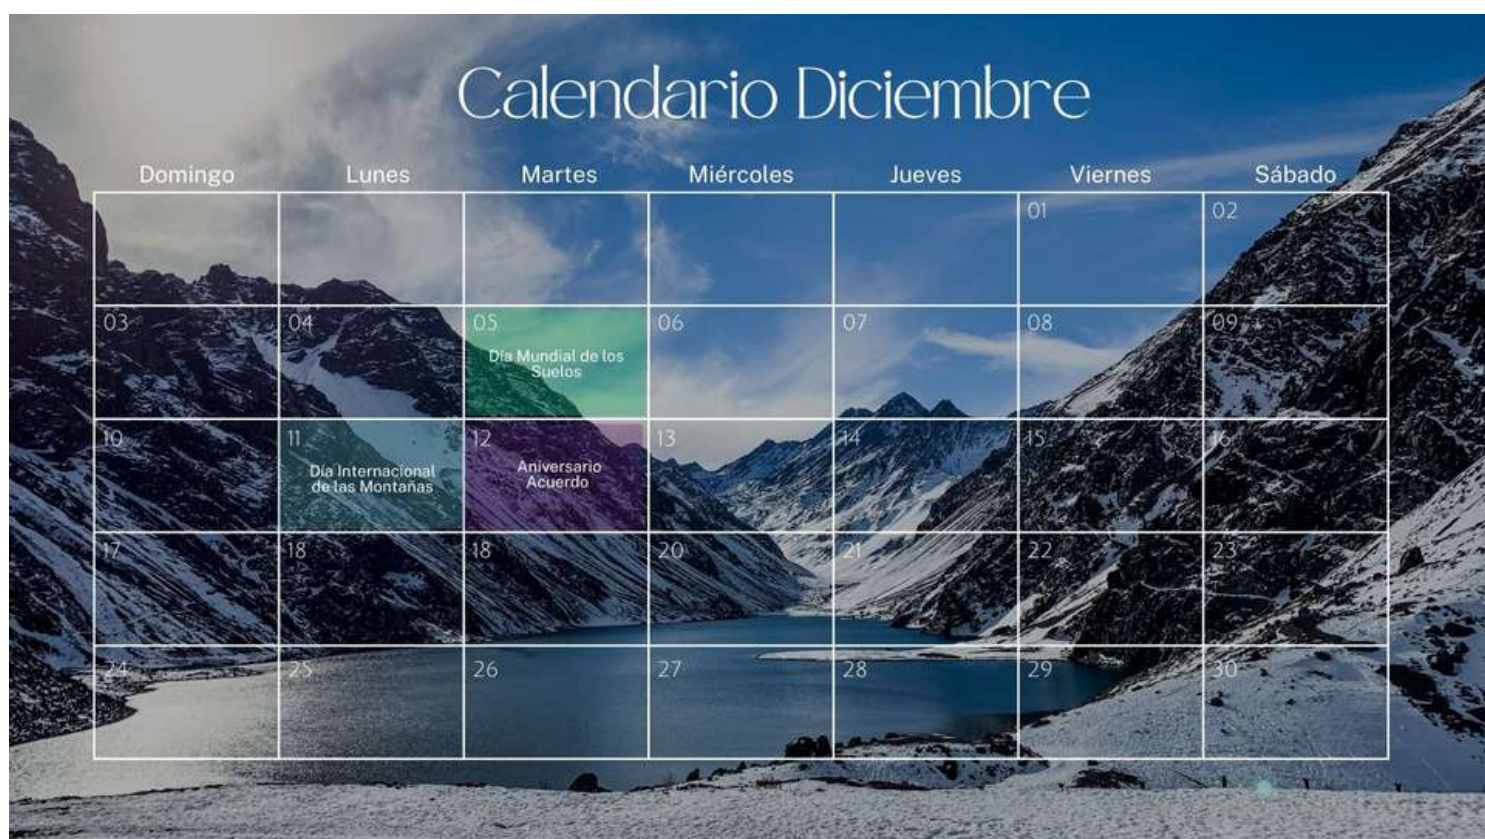 Calendario Diciembre
Domingo Lunes Martes Miércoles Jueves Viernes Sábado
01 02
03 04 05 06 07 08 09
Día Mundial de los
Suelos
10 11 12 13 14 15 16
Día Internacional
de las Montañas
Aniversario
Acuerdo
17 18 18 20 21 22 23
24 25 26 27 28 29 30